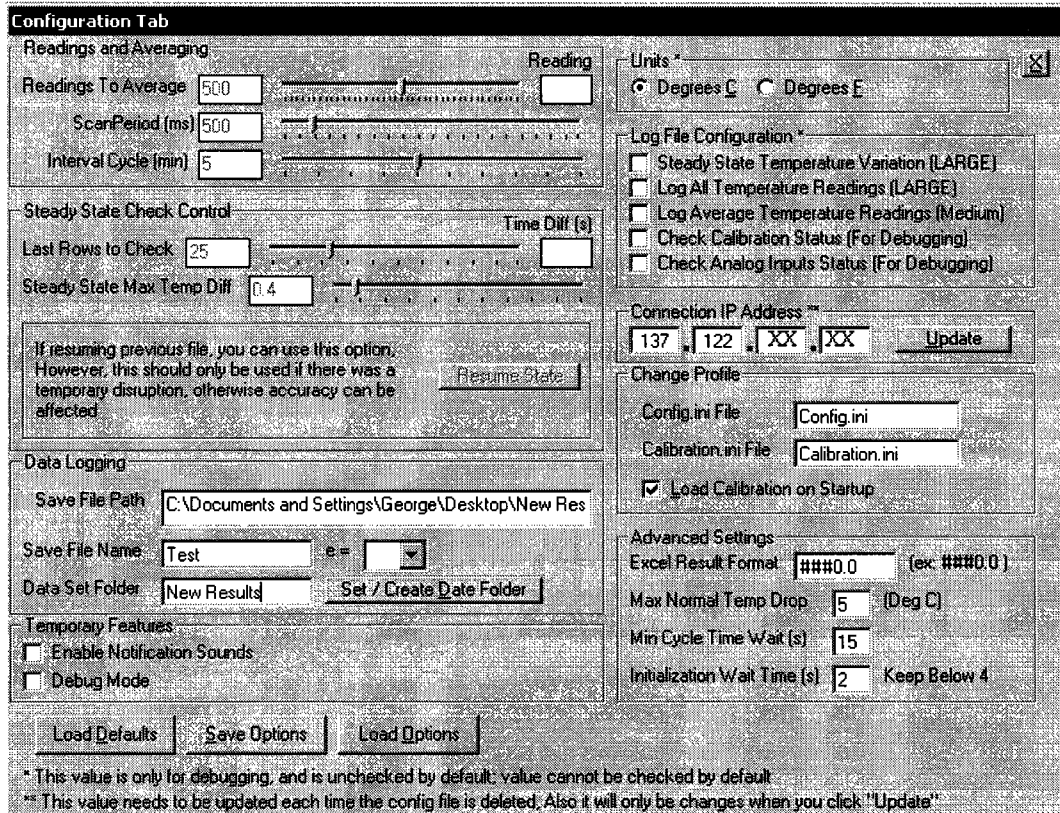 Configuration Tab
Readings and Averaging
Reading
Readings To Average 500
ScanPeriod (ms) 500
Interval Cycle (min) 5
Steady State Check Control
Time Diff (s)
Last Rows to Check 25
Steady State Max Temp Diff 0.4
If resuming previous file, you can use this option.
However, this should only be used if there was a
temporary disruption, otherwise accuracy can be
affected
Resume State
Data Logging
Save File Path C:\Documents and Settings\George\Desktop\New Res
Save File Name Test e =
Data Set Folder New Results Set / Create Date Folder
Temporary Features
Enable Notification Sounds
Debug Mode
Units *
X
Degrees C Degrees F
Log File Configuration *
Steady State Temperature Variation (LARGE)
Log All Temperature Readings (LARGE)
Log Average Temperature Readings (Medium)
Check Calibration Status (For Debugging)
Check Analog Inputs Status (For Debugging)
Connection IP Address **
137 . 122 . XX . XX Update
Change Profile
Config.ini File Config.ini
Calibration.ini File Calibration.ini
Load Calibration on Startup
Advanced Settings
Excel Result Format ###0.0 (ex: ###0.0 )
Max Normal Temp Drop 5 (Deg C)
Min Cycle Time Wait (s) 15
Initialization Wait Time (s) 2 Keep Below 4
Load Defaults Save Options Load Options
* This value is only for debugging, and is unchecked by default; value cannot be checked by default
** This value needs to be updated each time the config file is deleted, Also it will only be changes when you click "Update"